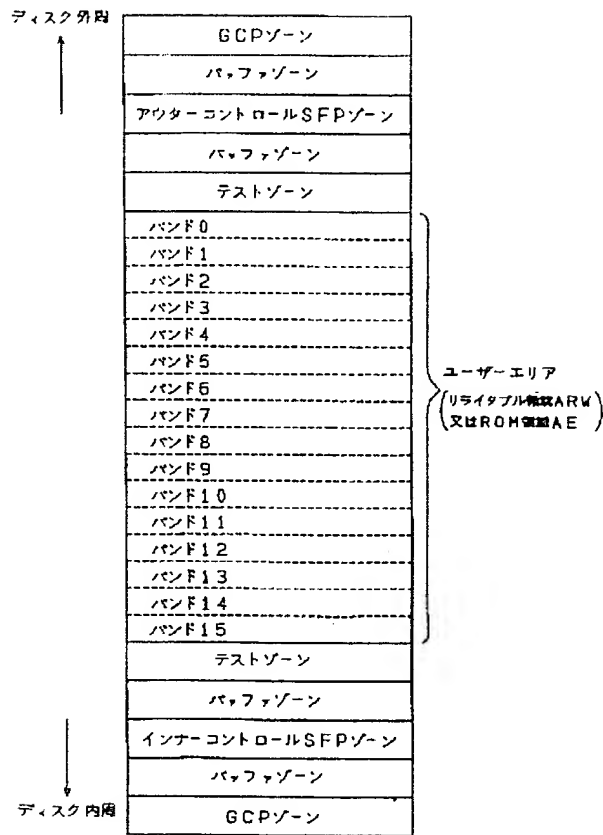 ディスク外周
GCPゾーン
バッファゾーン
アウターコントロールSFPゾーン
バッファゾーン
テストゾーン
バンド0
バンド1
バンド2
バンド3
バンド4
バンド5
バンド6
バンド7
バンド8
バンド9
バンド10
バンド11
バンド12
バンド13
バンド14
バンド15
ユーザーエリア
(リライタブル領域ARW
又はROM領域AE)
テストゾーン
バッファゾーン
インナーコントロールSFPゾーン
バッファゾーン
ディスク内周
GCPゾーン